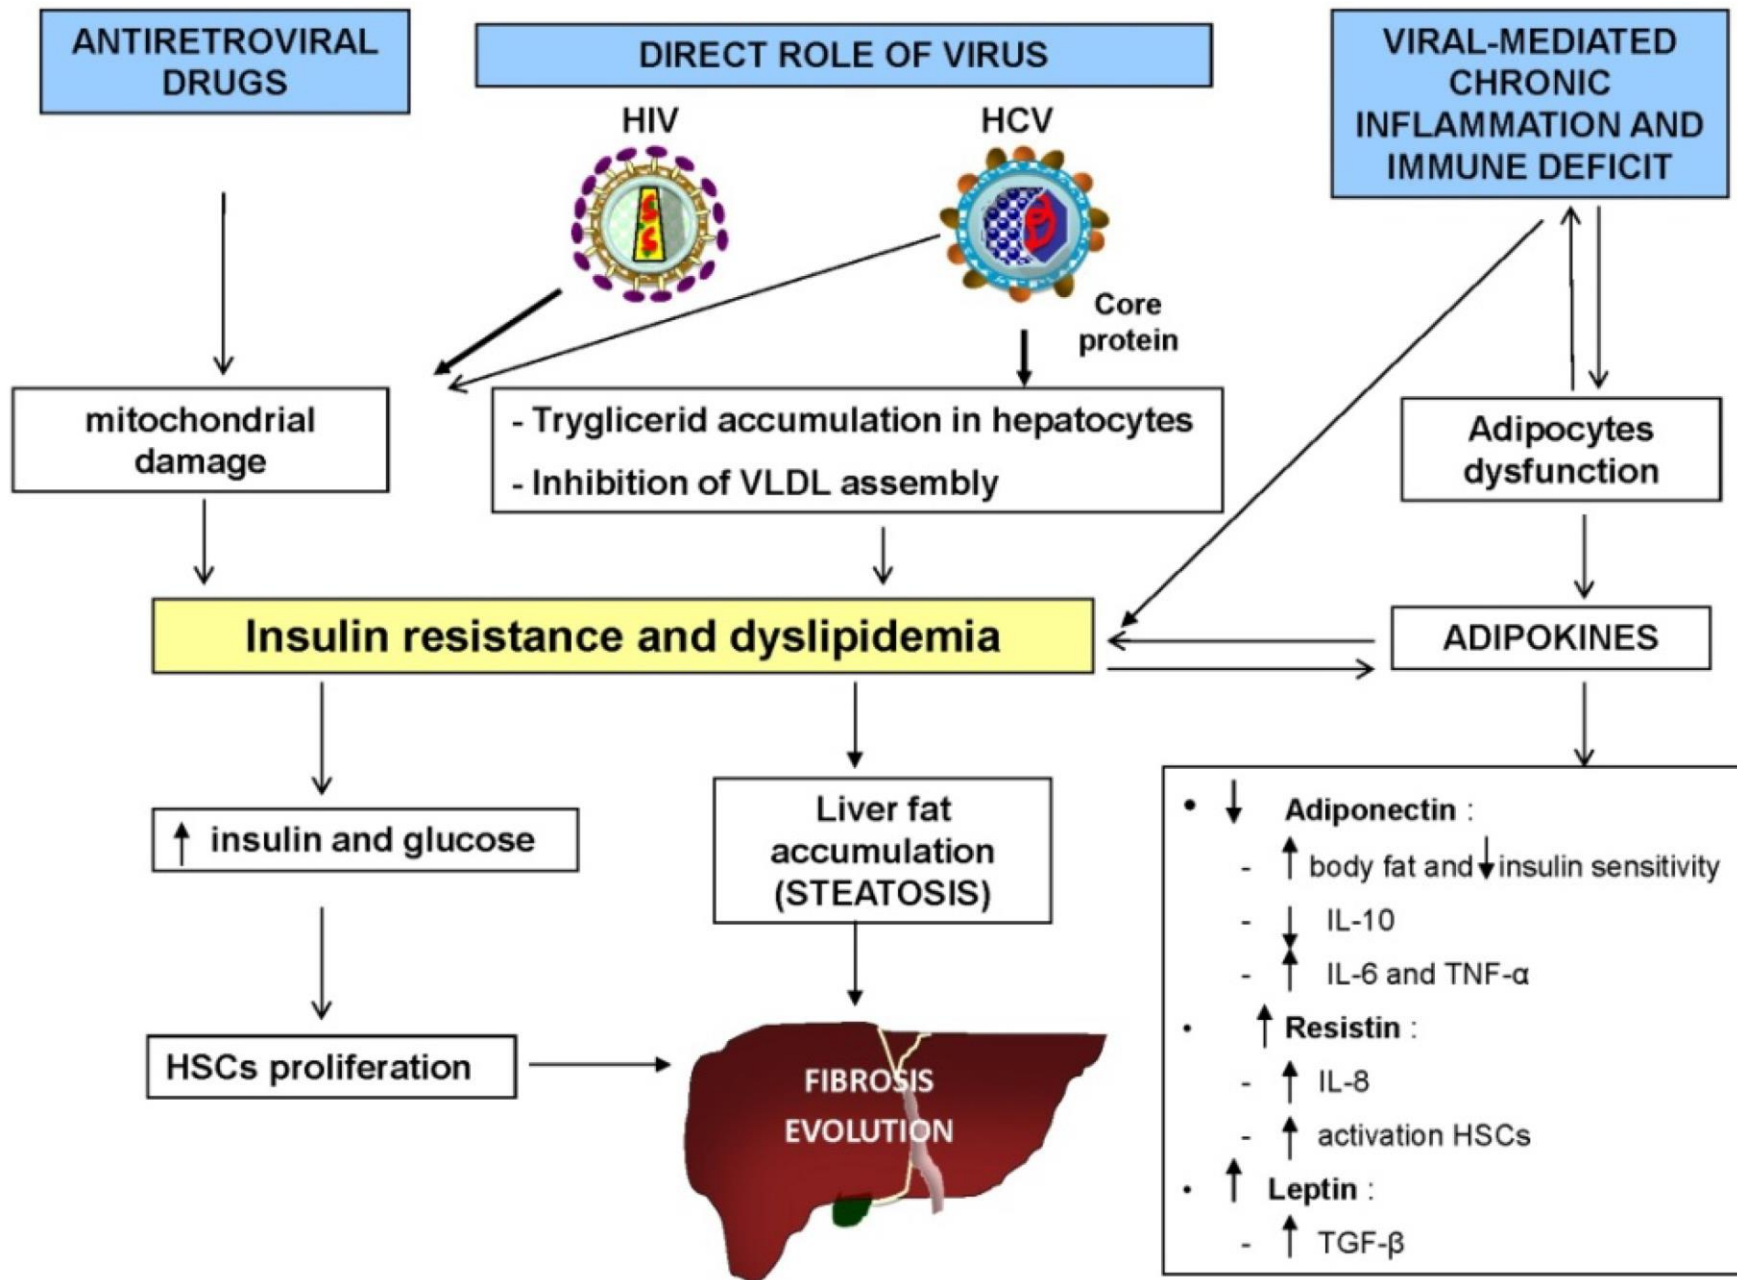 ANTIRETROVIRAL
DRUGS
DIRECT ROLE OF VIRUS
VIRAL-MEDIATED
CHRONIC
INFLAMMATION AND
IMMUNE DEFICIT
HIV
HCV
Core
protein
mitochondrial
damage
- Tryglicerid accumulation in hepatocytes
- Inhibition of VLDL assembly
Adipocytes
dysfunction
Insulin resistance and dyslipidemia
ADIPOKINES
↑ insulin and glucose
Liver fat
accumulation
(STEATOSIS)
HSCs proliferation
FIBROSIS
EVOLUTION
• ↓ Adiponectin :
- ↑ body fat and ↓ insulin sensitivity
- ↓ IL-10
- ↑ IL-6 and TNF-α
• ↑ Resistin :
- ↑ IL-8
- ↑ activation HSCs
• ↑ Leptin :
- ↑ TGF-β